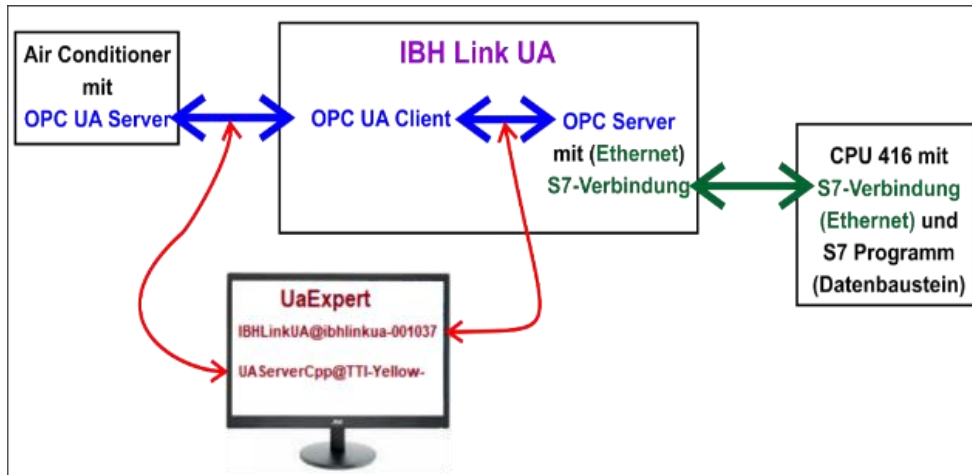 Air Conditioner
mit
OPC UA Server
IBH Link UA
OPC UA Client
OPC Server
mit (Ethernet)
S7-Verbindung
CPU 416 mit
S7-Verbindung
(Ethernet) und
S7 Programm
(Datenbaustein)
UaExpert
IBHLinkUA@ibhlinkua-001037
UAServerCpp@TTI-Yellow-